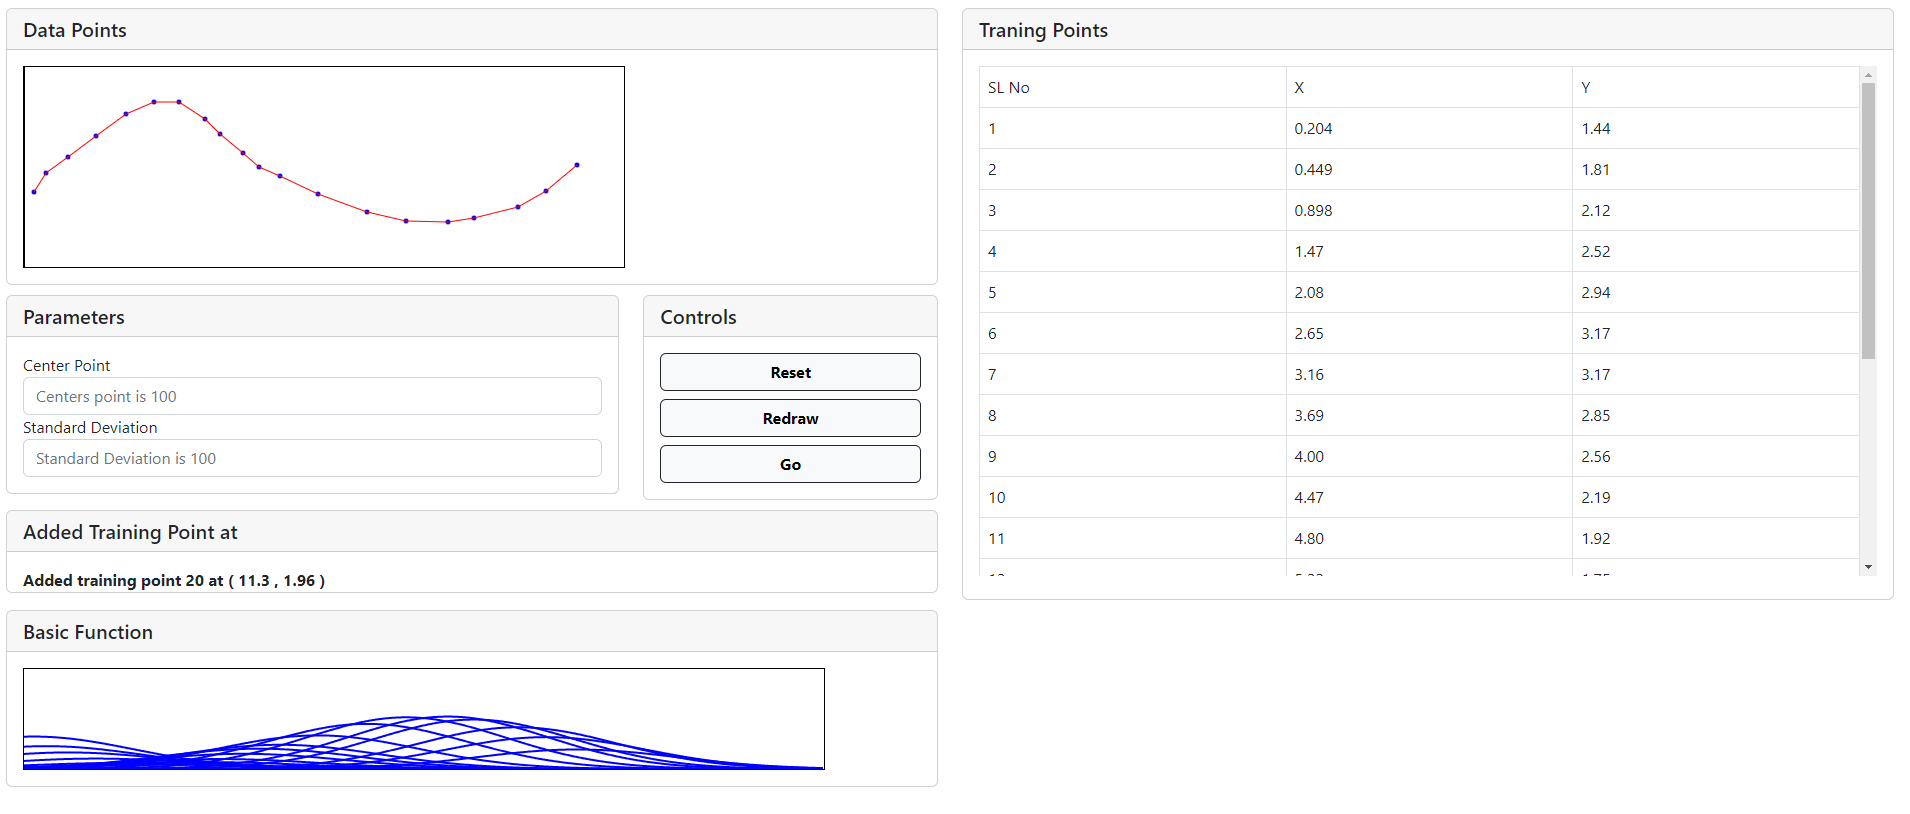 Data Points
Parameters
Center Point
Centers point is 100
Standard Deviation
Standard Deviation is 100
Controls
Reset
Redraw
Go
Added Training Point at
Added training point 20 at ( 11.3 , 1.96 )
Basic Function
Traning Points
SL No X Y
1 0.204 1.44
2 0.449 1.81
3 0.898 2.12
4 1.47 2.52
5 2.08 2.94
6 2.65 3.17
7 3.16 3.17
8 3.69 2.85
9 4.00 2.56
10 4.47 2.19
11 4.80 1.92